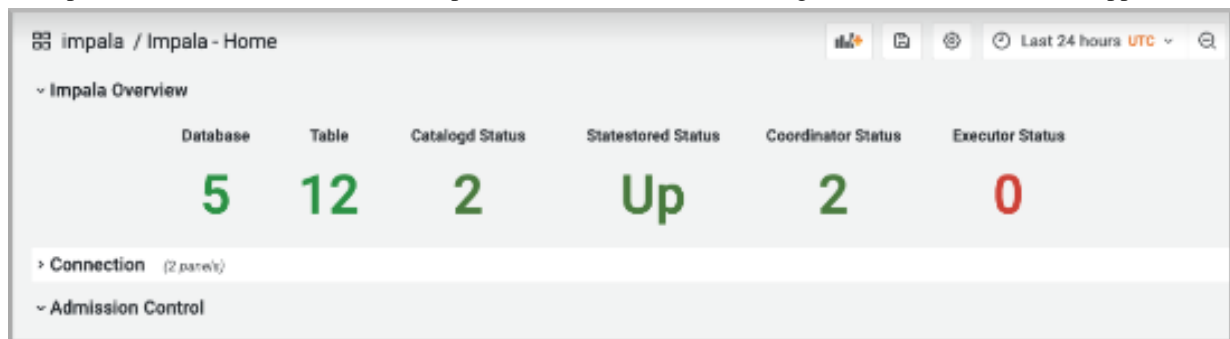 impala / Impala - Home Last 24 hours UTC
Impala Overview
Database Table Catalogd Status Statestored Status Coordinator Status Executor Status
5 12 2 Up 2 0
Connection (2 panels)
Admission Control